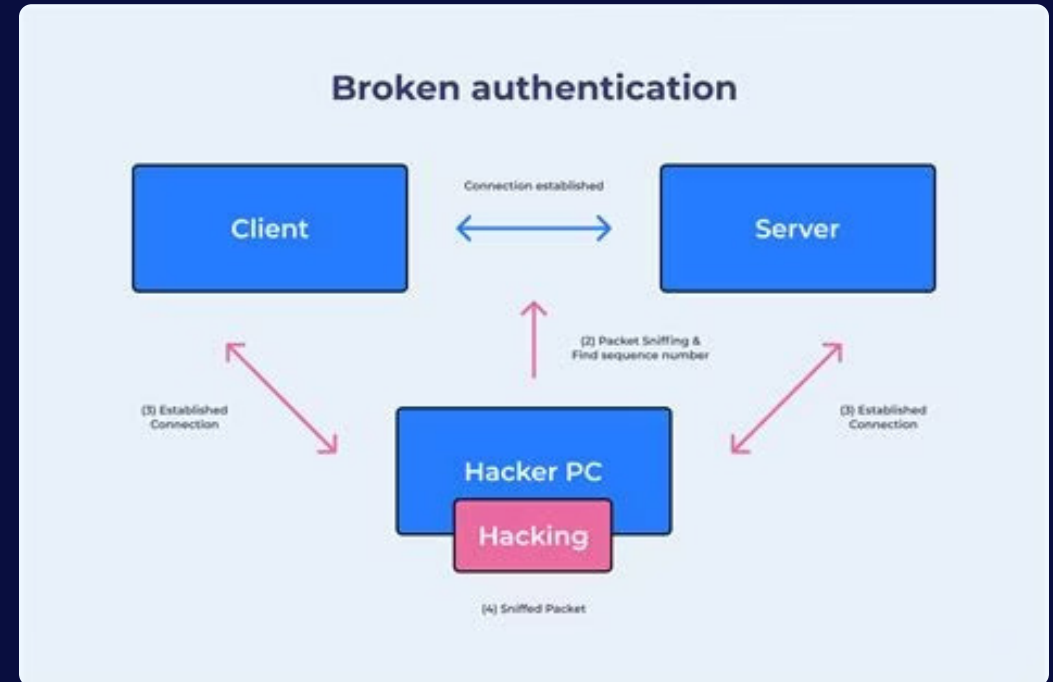 Broken authentication
Connection established
Client
Server
(2) Packet Sniffing &
Find sequence number
(3) Established
Connection
(3) Established
Connection
Hacker PC
Hacking
(4) Sniffed Packet